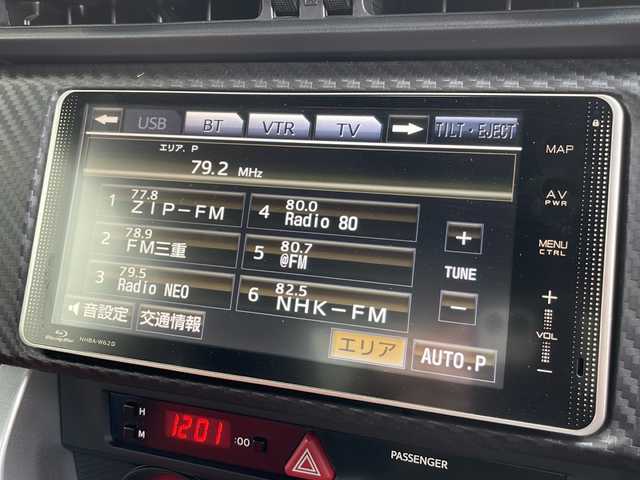 USB BT VTR TV TILT・EJECT
エリア. P
79.2 MHz
1 77.8 ZIP-FM
2 78.9 FM三重
3 79.5 Radio NEO
4 80.0 Radio 80
5 80.7 @FM
6 82.5 NHK-FM
+
TUNE
−
音設定 交通情報 エリア AUTO.P
MAP
AV
PWR
MENU
CTRL
+
VOL
−
Blu-ray Disc NHBA-W62G
H
M
12:01 :00
PASSENGER